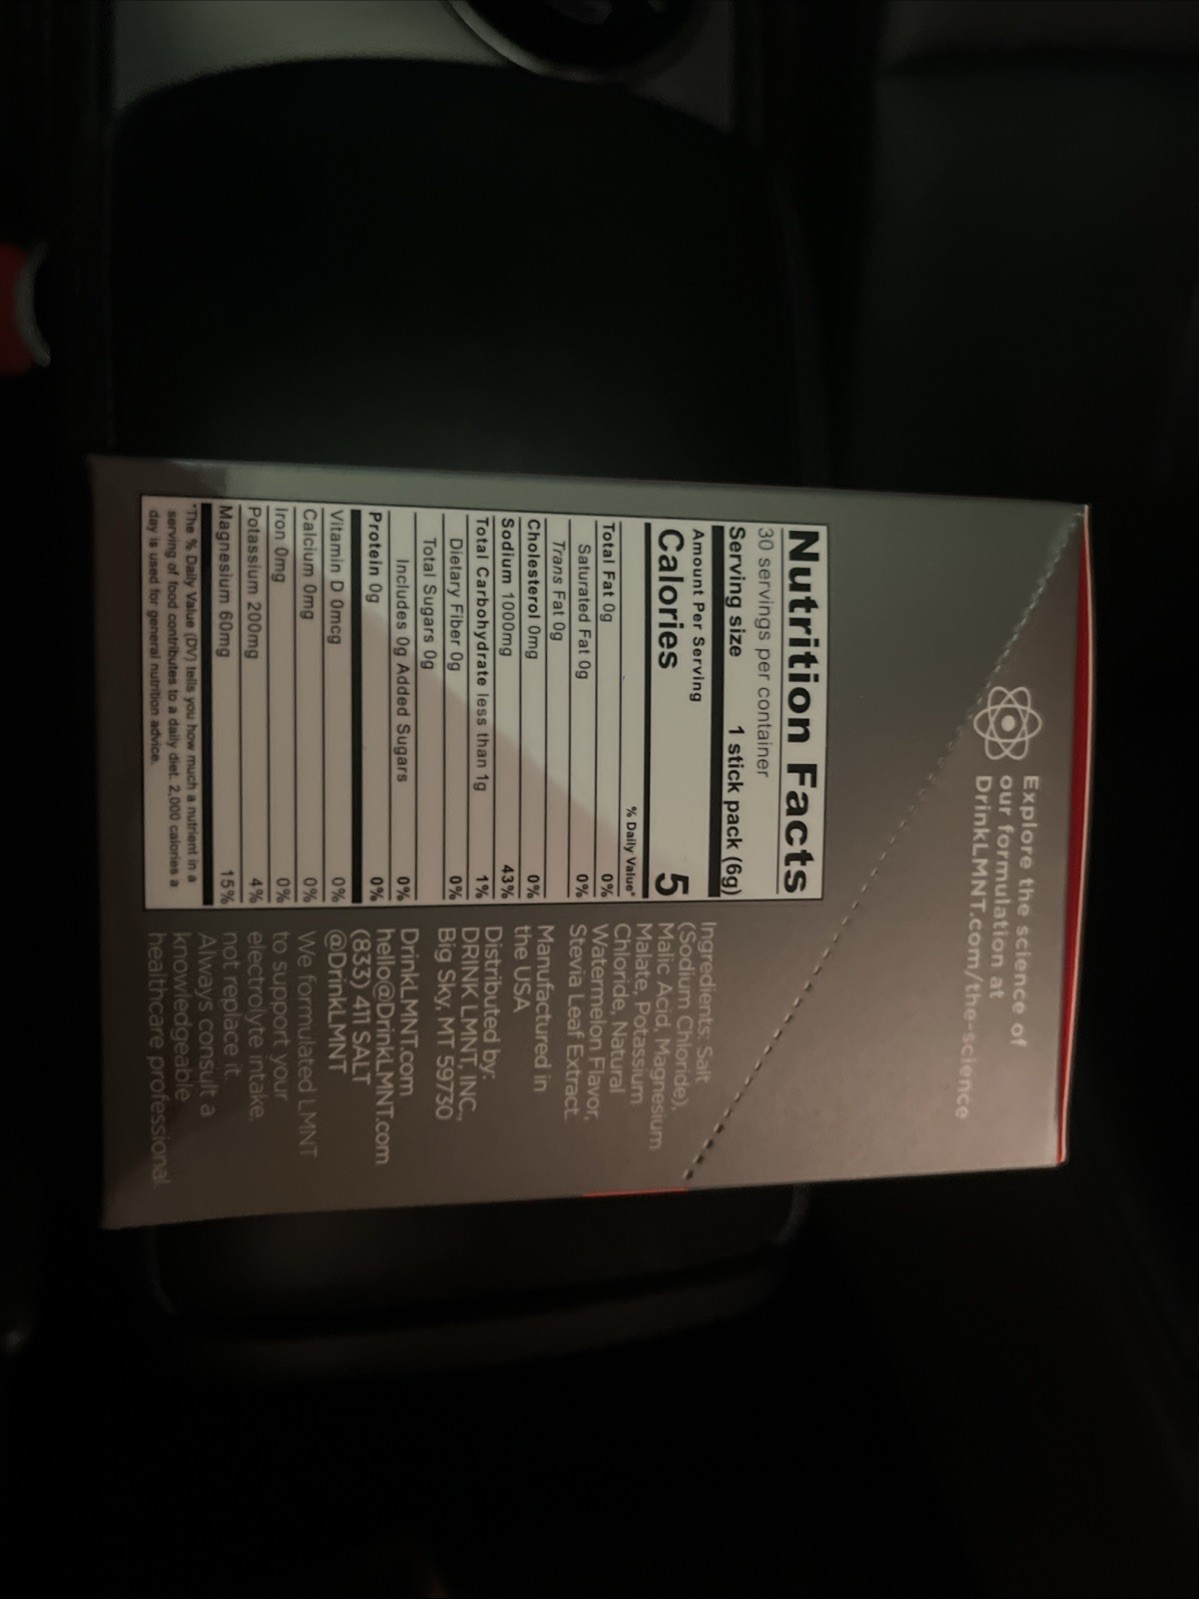 Explore the science of
our formulation at
DrinkLMNT.com/the-science
Nutrition Facts
30 servings per container
Serving size 1 stick pack (6g)
Amount Per Serving
Calories 5
% Daily Value*
Total Fat 0g 0%
Saturated Fat 0g 0%
Trans Fat 0g
Cholesterol 0mg 0%
Sodium 1000mg 43%
Total Carbohydrate less than 1g 1%
Dietary Fiber 0g 0%
Total Sugars 0g
Includes 0g Added Sugars 0%
Protein 0g 0%
Vitamin D 0mcg 0%
Calcium 0mg 0%
Iron 0mg 0%
Potassium 200mg 4%
Magnesium 60mg 15%
*The % Daily Value (DV) tells you how much a nutrient in a
serving of food contributes to a daily diet. 2,000 calories a
day is used for general nutrition advice.
Ingredients: Salt
(Sodium Chloride),
Malic Acid, Magnesium
Malate, Potassium
Chloride, Natural
Watermelon Flavor,
Stevia Leaf Extract.
Manufactured in
the USA
Distributed by:
DRINK LMNT, INC.,
Big Sky, MT 59730
DrinkLMNT.com
hello@DrinkLMNT.com
(833) 411 SALT
@DrinkLMNT
We formulated LMNT
to support your
electrolyte intake,
not replace it.
Always consult a
knowledgeable
healthcare professional